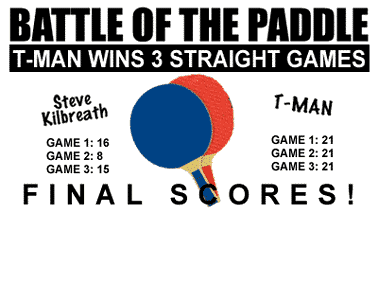 BATTLE OF THE PADDLE
T-MAN WINS 3 STRAIGHT GAMES
Steve
Kilbreath
GAME 1: 16
GAME 2: 8
GAME 3: 15
T-MAN
GAME 1: 21
GAME 2: 21
GAME 3: 21
FINAL SCORES!